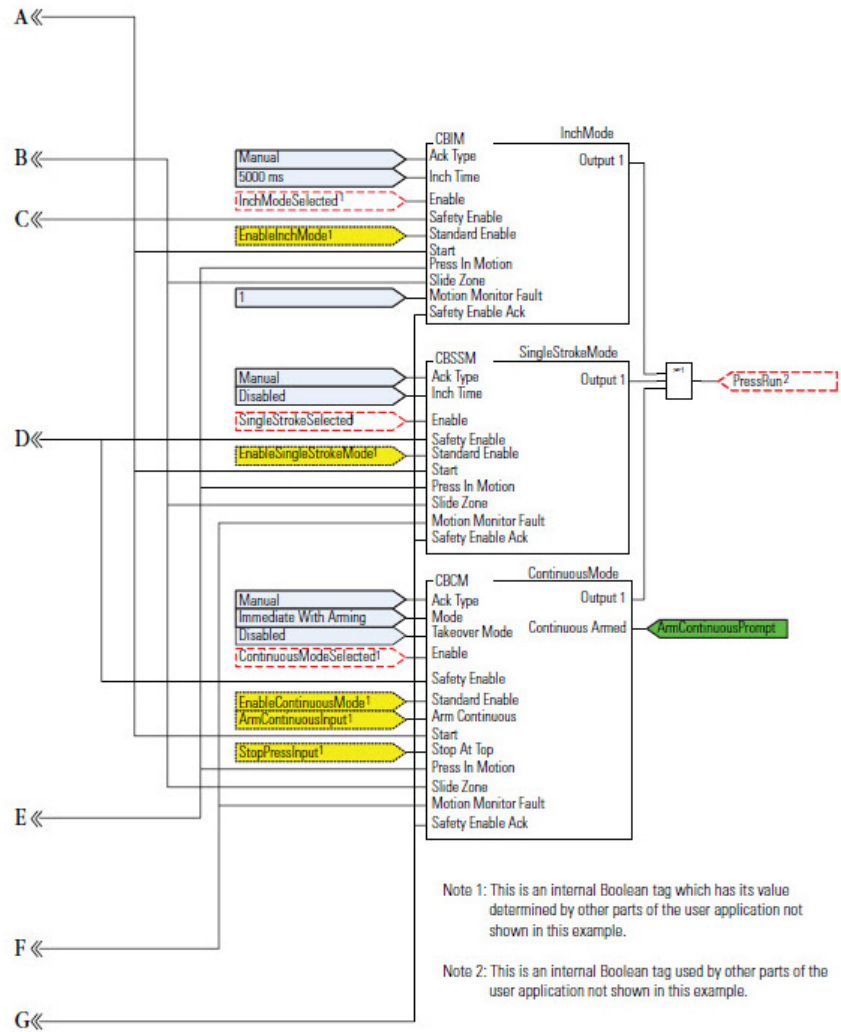 A
B
C
D
E
F
G
CBIM
InchMode
Manual
Ack Type
Output 1
5000 ms
Inch Time
InchModeSelected1
Enable
Safety Enable
EnableInchMode1
Standard Enable
Start
Press In Motion
Slide Zone
1
Motion Monitor Fault
Safety Enable Ack
CBSSM
SingleStrokeMode
Manual
Ack Type
Output 1
Disabled
Inch Time
SingleStrokeSelected1
Enable
Safety Enable
EnableSingleStrokeMode1
Standard Enable
Start
Press In Motion
Slide Zone
Motion Monitor Fault
Safety Enable Ack
PressRun2
CBCM
ContinuousMode
Manual
Ack Type
Output 1
Immediate With Arming
Mode
Disabled
Takeover Mode
Continuous Armed
ArmContinuousPrompt
ContinuousModeSelected1
Enable
Safety Enable
EnableContinuousMode1
Standard Enable
ArmContinuousInput1
Arm Continuous
Start
StopPressInput1
Stop At Top
Press In Motion
Slide Zone
Motion Monitor Fault
Safety Enable Ack
Note 1: This is an internal Boolean tag which has its value
determined by other parts of the user application not
shown in this example.
Note 2: This is an internal Boolean tag used by other parts of the
user application not shown in this example.